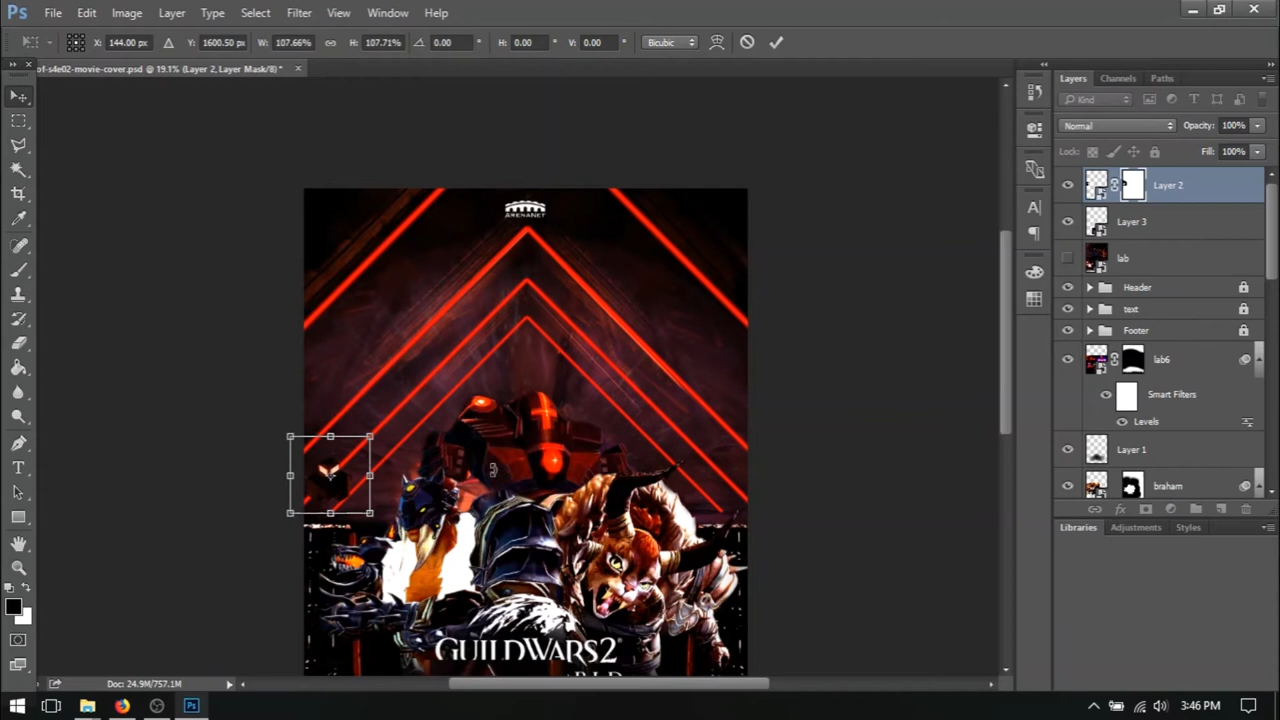 Ps File Edit Image Layer Type Select Filter View Window Help
X: 144.00 px Y: 1600.50 px W: 107.66% H: 107.71% 0.00 ° H: 0.00 ° V: 0.00 ° Bicubic
of-s4e02-movie-cover.psd @ 19.1% (Layer 2, Layer Mask/8) *
Layers Channels Paths
Kind
Normal Opacity: 100%
Lock: Fill: 100%
Layer 2
Layer 3
lab
Header
text
Footer
lab6
Smart Filters
Levels
Layer 1
braham
Libraries Adjustments Styles
ARENANET
GUILDWARS2
Doc: 24.9M/757.1M
Ps 3:46 PM